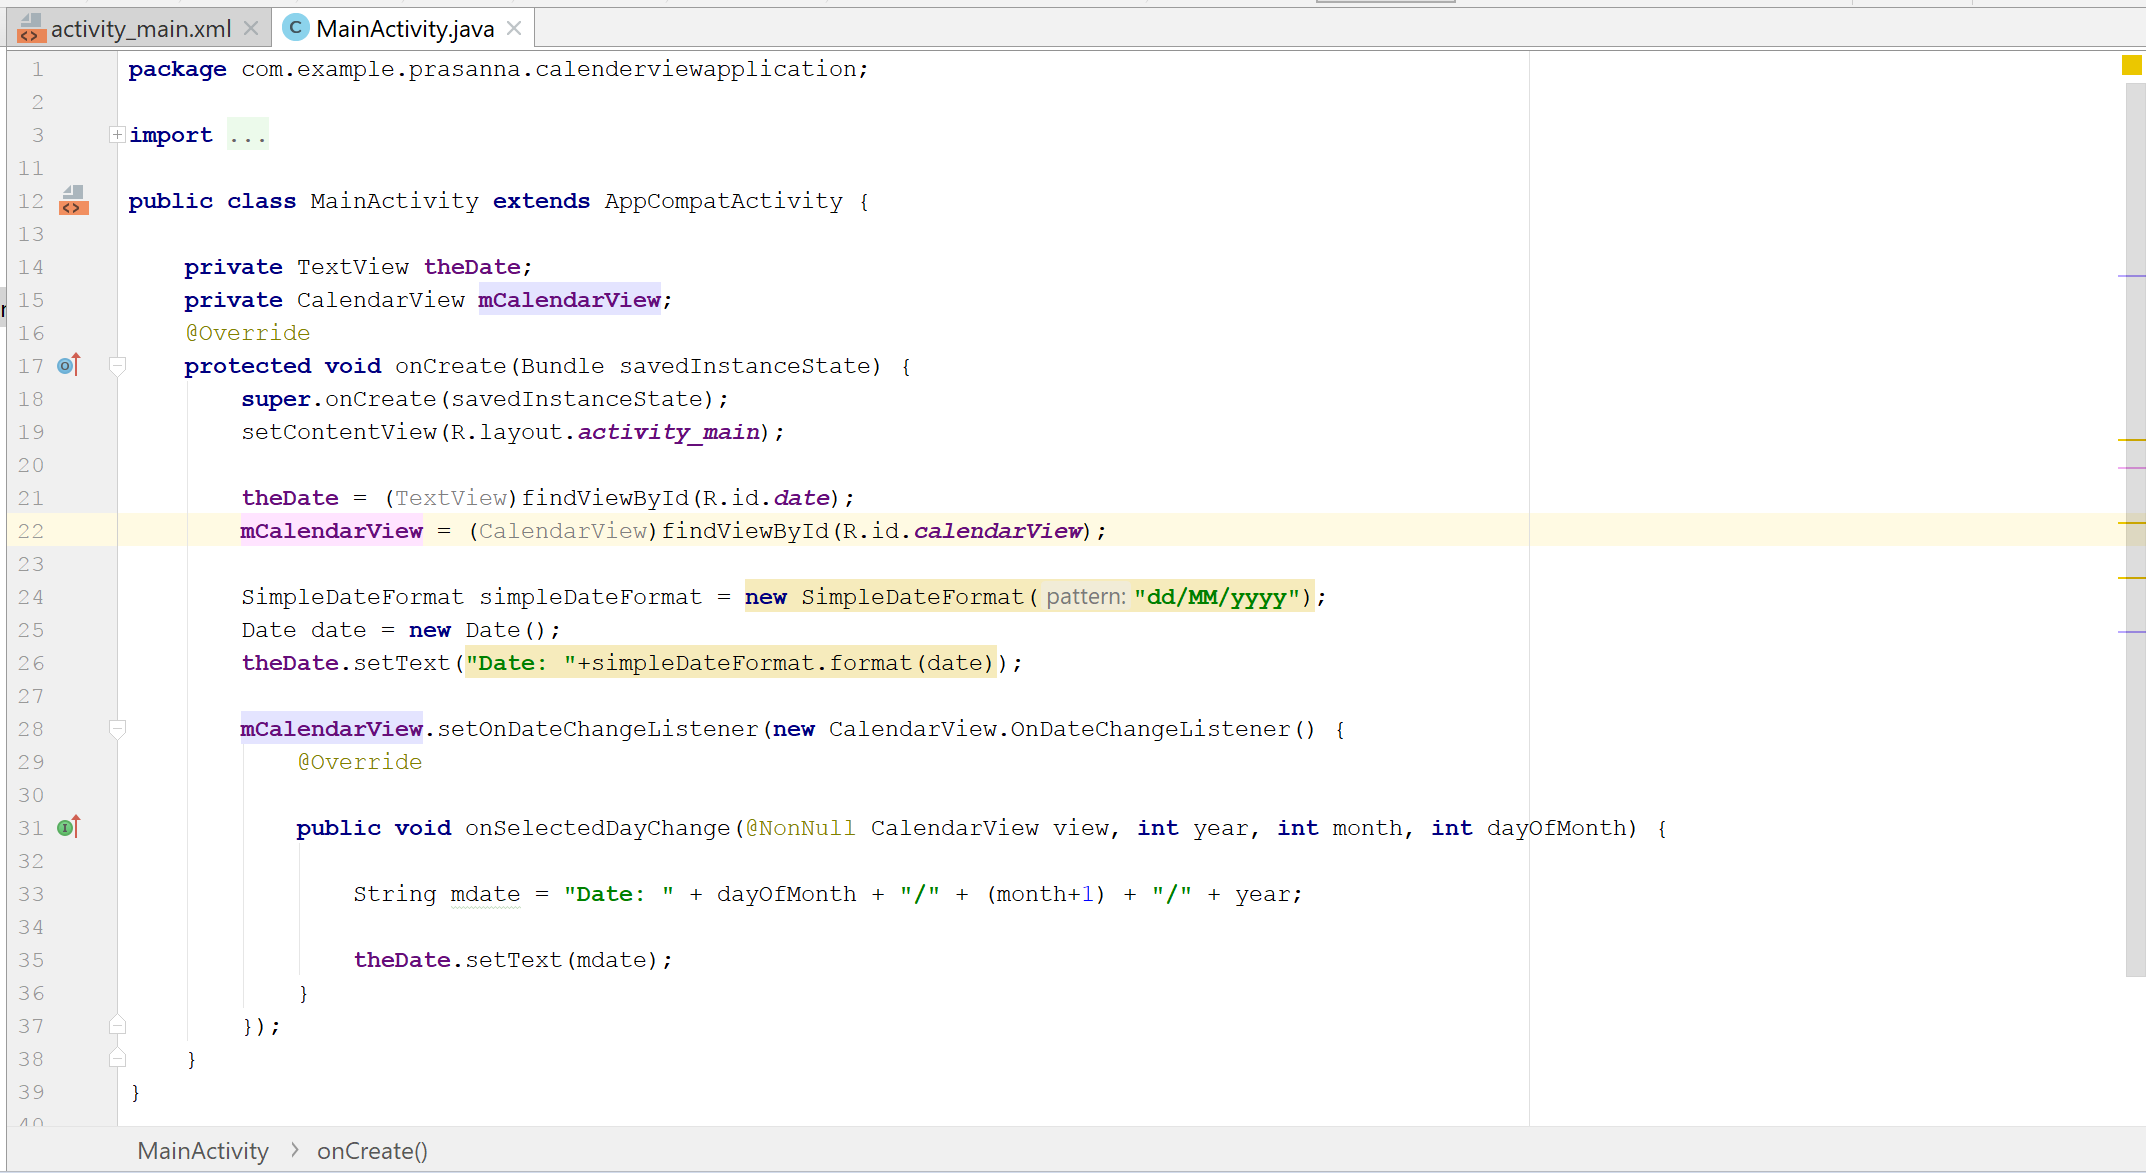 activity_main.xml MainActivity.java
1 package com.example.prasanna.calenderviewapplication;
2
3 import ...
11
12 public class MainActivity extends AppCompatActivity {
13
14 private TextView theDate;
15 private CalendarView mCalendarView;
16 @Override
17 protected void onCreate(Bundle savedInstanceState) {
18 super.onCreate(savedInstanceState);
19 setContentView(R.layout.activity_main);
20
21 theDate = (TextView)findViewById(R.id.date);
22 mCalendarView = (CalendarView)findViewById(R.id.calendarView);
23
24 SimpleDateFormat simpleDateFormat = new SimpleDateFormat( pattern: "dd/MM/yyyy");
25 Date date = new Date();
26 theDate.setText("Date: "+simpleDateFormat.format(date));
27
28 mCalendarView.setOnDateChangeListener(new CalendarView.OnDateChangeListener() {
29 @Override
30
31 public void onSelectedDayChange(@NonNull CalendarView view, int year, int month, int dayOfMonth) {
32
33 String mdate = "Date: " + dayOfMonth + "/" + (month+1) + "/" + year;
34
35 theDate.setText(mdate);
36 }
37 });
38 }
39 }
40
MainActivity > onCreate()